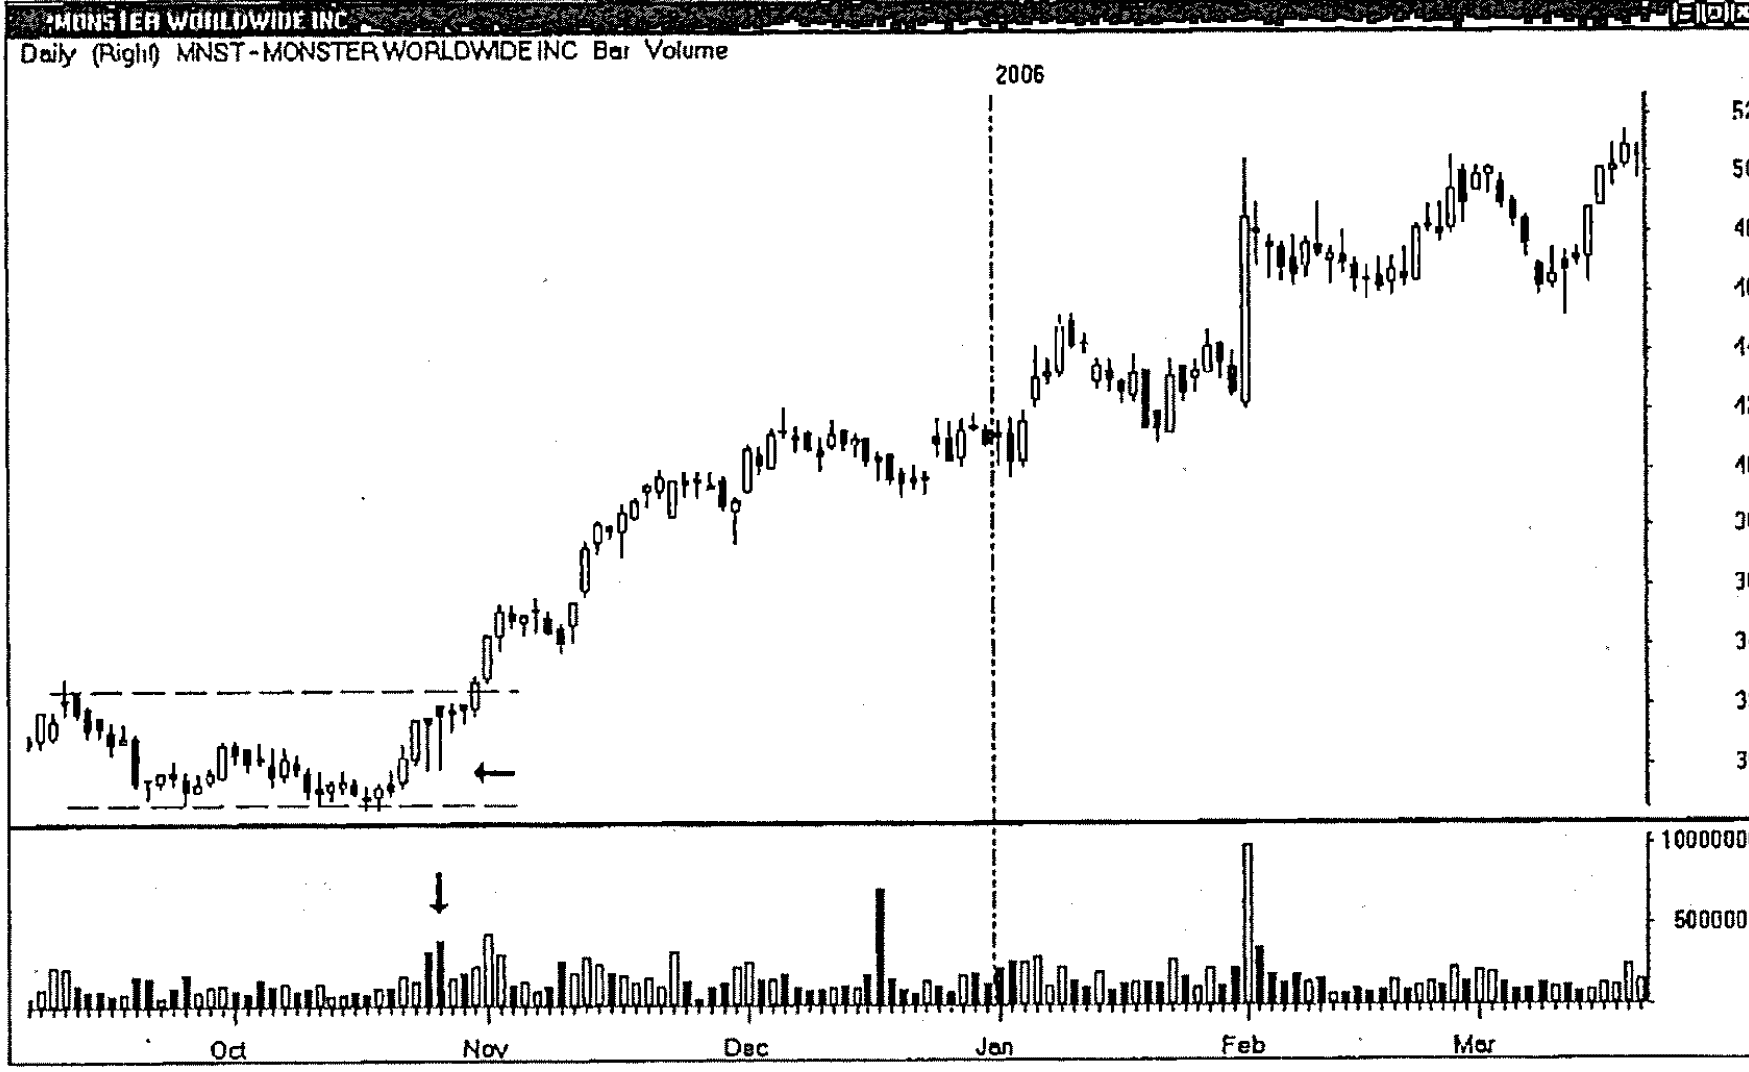 MONSTER WORLDWIDE INC
Daily (Right) MNST-MONSTER WORLDWIDE INC Bar Volume
2006
1000000
500000
Oct Nov Dec Jan Feb Mar